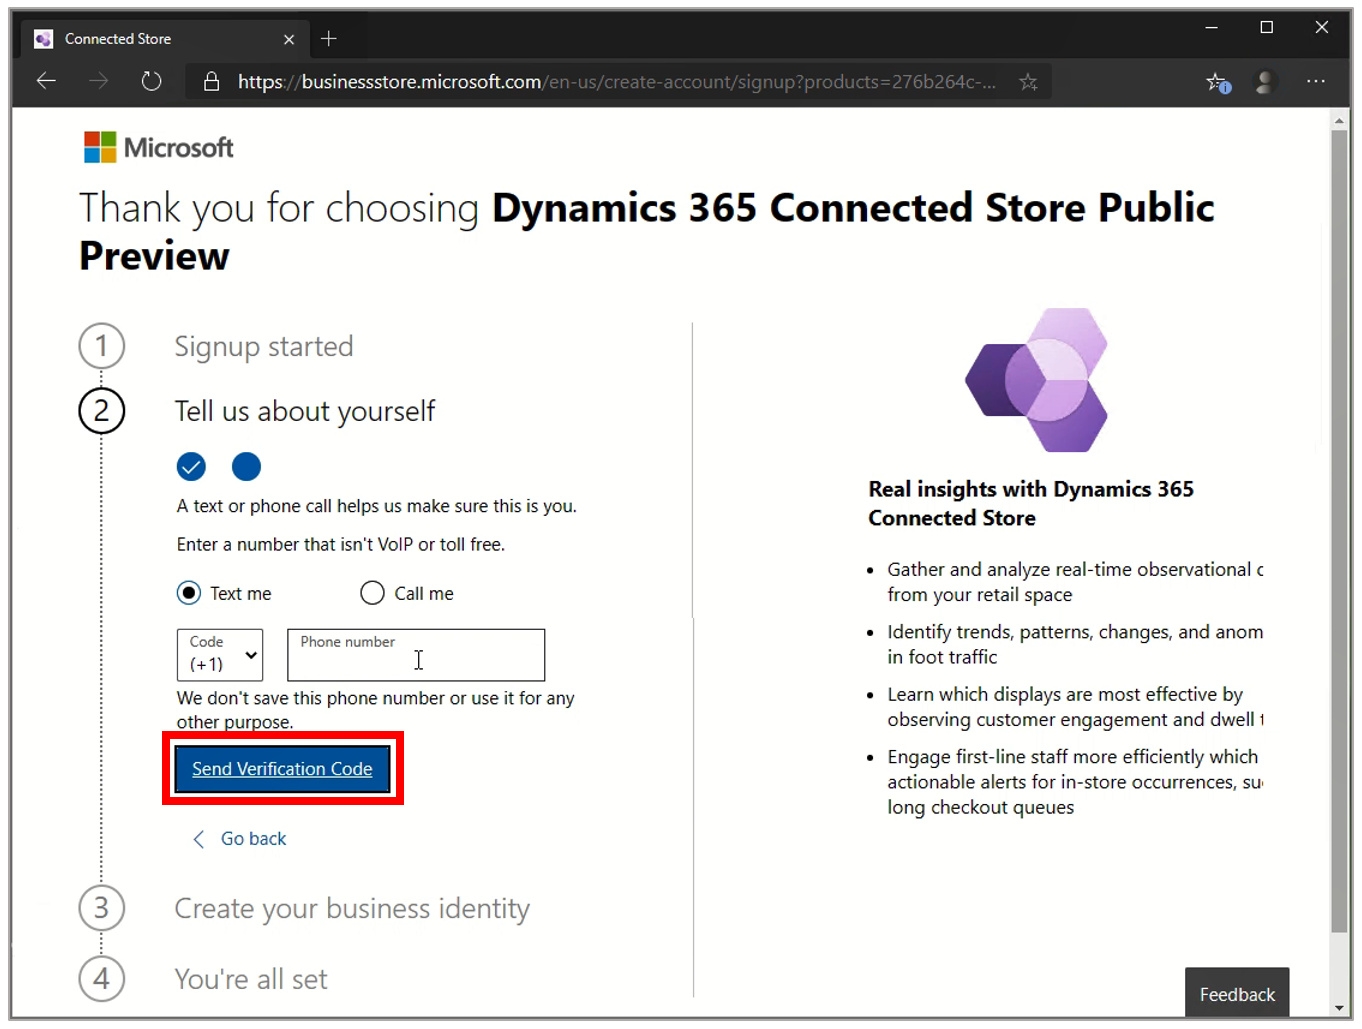 Connected Store
https://businessstore.microsoft.com/en-us/create-account/signup?products=276b264c-...
Microsoft
Thank you for choosing Dynamics 365 Connected Store Public
Preview
1 Signup started
2 Tell us about yourself
A text or phone call helps us make sure this is you.
Enter a number that isn't VoIP or toll free.
Text me Call me
Code Phone number
(+1)
We don't save this phone number or use it for any
other purpose.
Send Verification Code
Go back
3 Create your business identity
4 You're all set
Real insights with Dynamics 365
Connected Store
• Gather and analyze real-time observational c
from your retail space
• Identify trends, patterns, changes, and anom
in foot traffic
• Learn which displays are most effective by
observing customer engagement and dwell t
• Engage first-line staff more efficiently which
actionable alerts for in-store occurrences, su
long checkout queues
Feedback